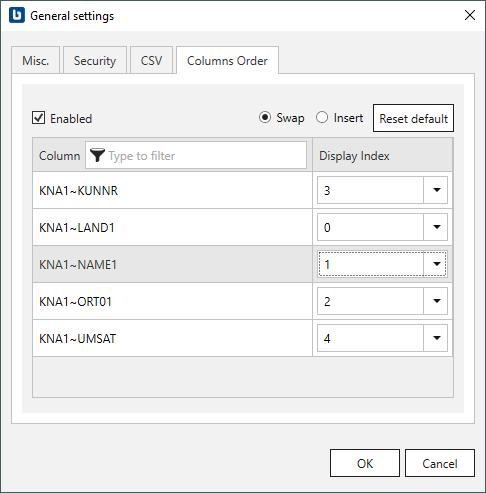 General settings
Misc. Security CSV Columns Order
Enabled Swap Insert Reset default
Column Type to filter Display Index
KNA1~KUNNR 3
KNA1~LAND1 0
KNA1~NAME1 1
KNA1~ORT01 2
KNA1~UMSAT 4
OK Cancel